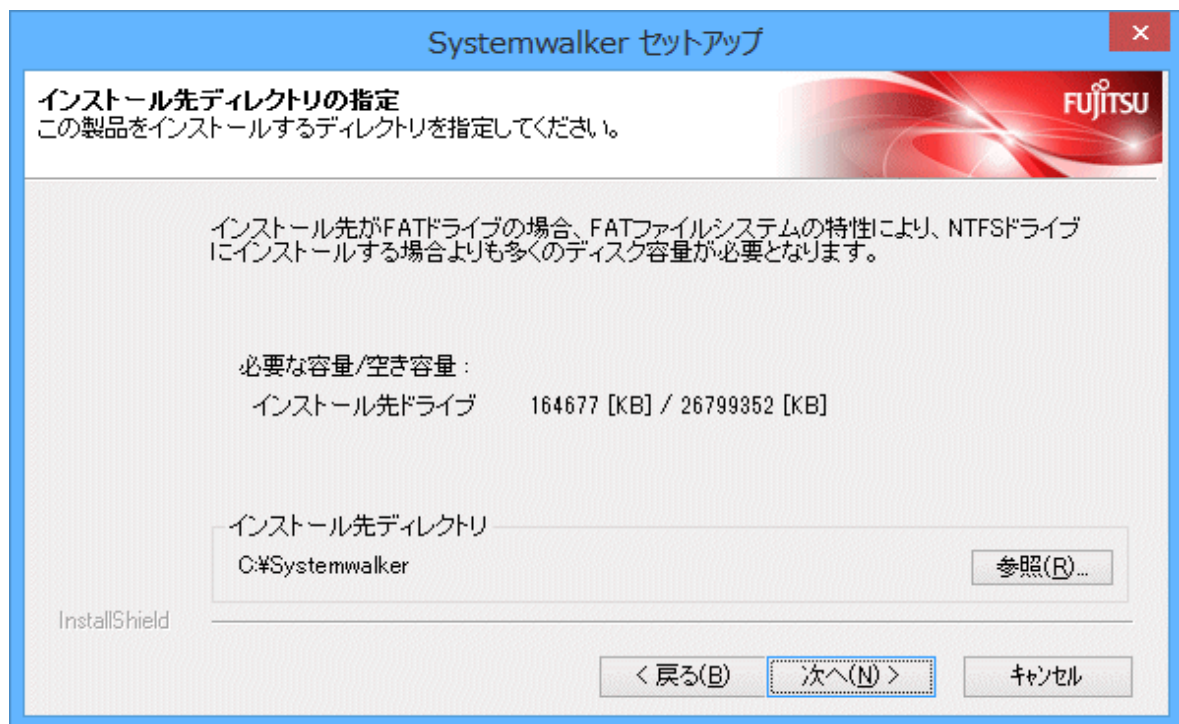 Systemwalker セットアップ
×
インストール先ディレクトリの指定
この製品をインストールするディレクトリを指定してください。
FUJITSU
インストール先がFATドライブの場合、FATファイルシステムの特性により、NTFSドライブ
にインストールする場合よりも多くのディスク容量が必要となります。
必要な容量/空き容量 :
インストール先ドライブ 164677 [KB] / 26799352 [KB]
インストール先ディレクトリ
C:¥Systemwalker
参照(R)...
InstallShield
< 戻る(B)
次へ(N) >
キャンセル